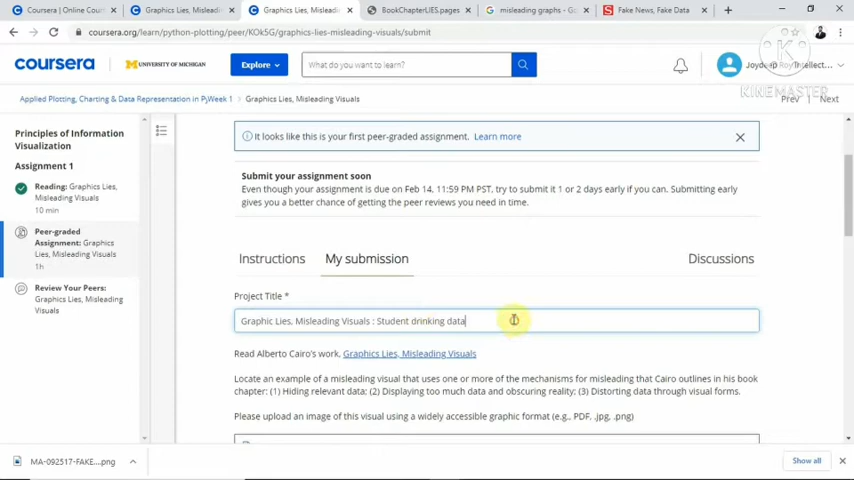 Coursera | Online Cour
Graphics Lies, Misleadin
Graphics Lies, Misleadin
BookChapterLIES.pages
misleading graphs - Go
Fake News, Fake Data
coursera.org/learn/python-plotting/peer/KOk5G/graphics-lies-misleading-visuals/submit
coursera
UNIVERSITY OF MICHIGAN
Explore
What do you want to learn?
Joydeep Roy Intellect...
KINEMASTER
Applied Plotting, Charting & Data Representation in Py
Week 1
Graphics Lies, Misleading Visuals
Prev
Next
Principles of Information
Visualization
Assignment 1
Reading: Graphics Lies,
Misleading Visuals
10 min
Peer-graded
Assignment: Graphics
Lies, Misleading Visuals
1h
Review Your Peers:
Graphics Lies, Misleading
Visuals
It looks like this is your first peer-graded assignment. Learn more
Submit your assignment soon
Even though your assignment is due on Feb 14, 11:59 PM PST, try to submit it 1 or 2 days early if you can. Submitting early
gives you a better chance of getting the peer reviews you need in time.
Instructions
My submission
Discussions
Project Title *
Graphic Lies, Misleading Visuals : Student drinking data
Read Alberto Cairo's work, Graphics Lies, Misleading Visuals
Locate an example of a misleading visual that uses one or more of the mechanisms for misleading that Cairo outlines in his book
chapter: (1) Hiding relevant data; (2) Displaying too much data and obscuring reality; (3) Distorting data through visual forms.
Please upload an image of this visual using a widely accessible graphic format (e.g., PDF, .jpg, .png)
MA-092517-FAKE....png
Show all